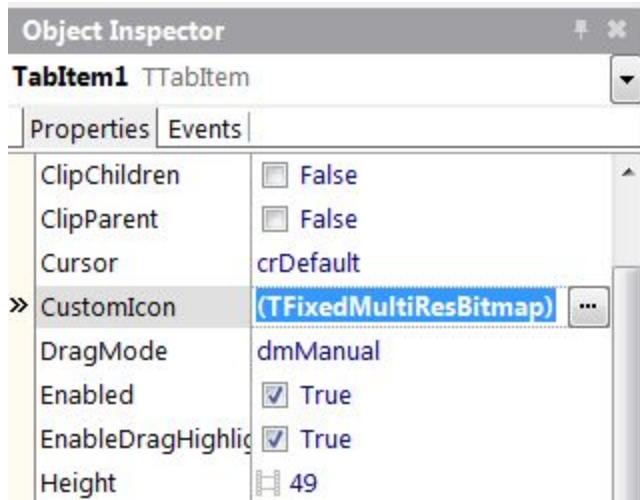 Object Inspector
TabItem1 TTabItem
Properties Events
ClipChildren False
ClipParent False
Cursor crDefault
CustomIcon (TFixedMultiResBitmap) ...
DragMode dmManual
Enabled True
EnableDragHighlig True
Height 49